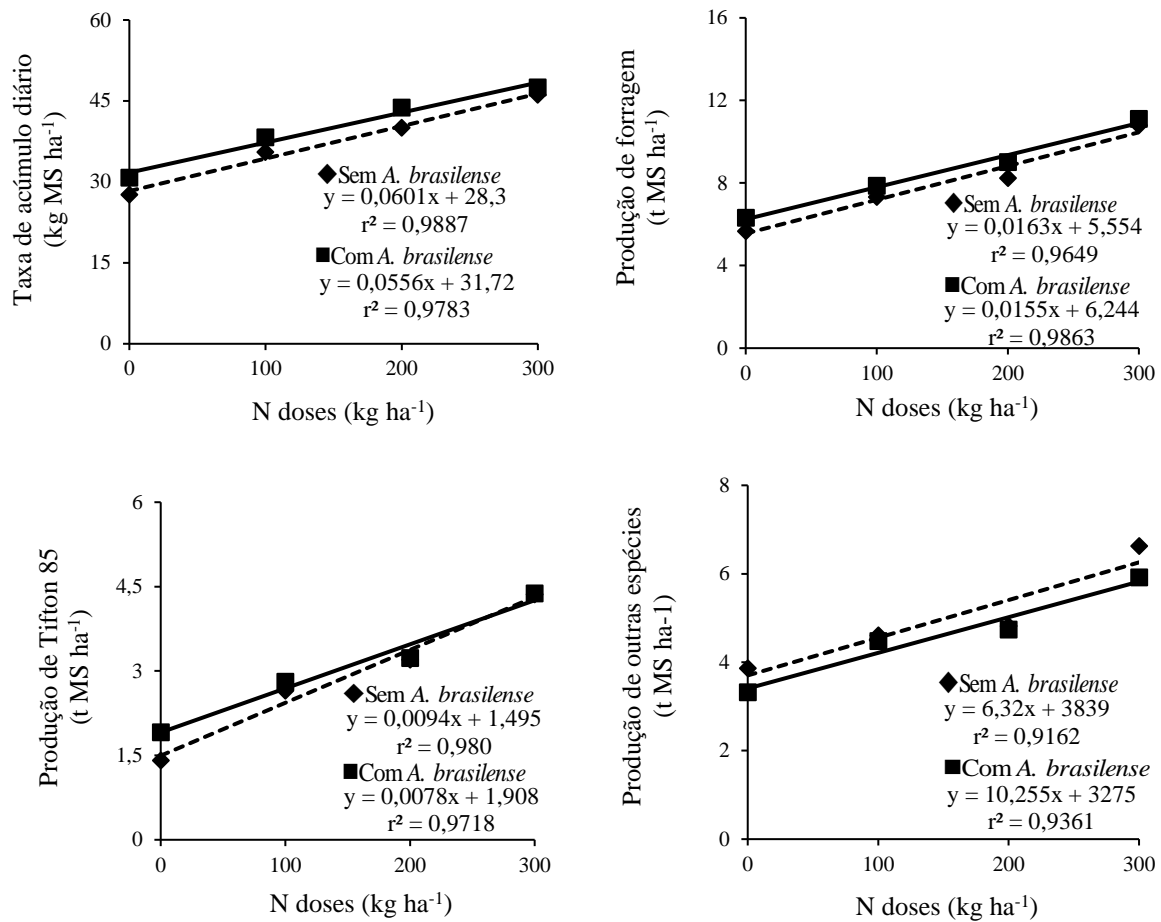 Taxa de acúmulo diário
(kg MS ha-1)
60
45
30
15
0
Sem A. brasilense
y = 0,0601x + 28,3
r² = 0,9887
Com A. brasilense
y = 0,0556x + 31,72
r² = 0,9783
0 100 200 300
N doses (kg ha-1)
Produção de forragem
(t MS ha-1)
16
12
8
4
0
Sem A. brasilense
y = 0,0163x + 5,554
r² = 0,9649
Com A. brasilense
y = 0,0155x + 6,244
r² = 0,9863
0 100 200 300
N doses (kg ha-1)
Produção de Tifton 85
(t MS ha-1)
6
4,5
3
1,5
0
Sem A. brasilense
y = 0,0094x + 1,495
r² = 0,980
Com A. brasilense
y = 0,0078x + 1,908
r² = 0,9718
0 100 200 300
N doses (kg ha-1)
Produção de outras espécies
(t MS ha-1)
8
6
4
2
0
Sem A. brasilense
y = 6,32x + 3839
r² = 0,9162
Com A. brasilense
y = 10,255x + 3275
r² = 0,9361
0 100 200 300
N doses (kg ha-1)